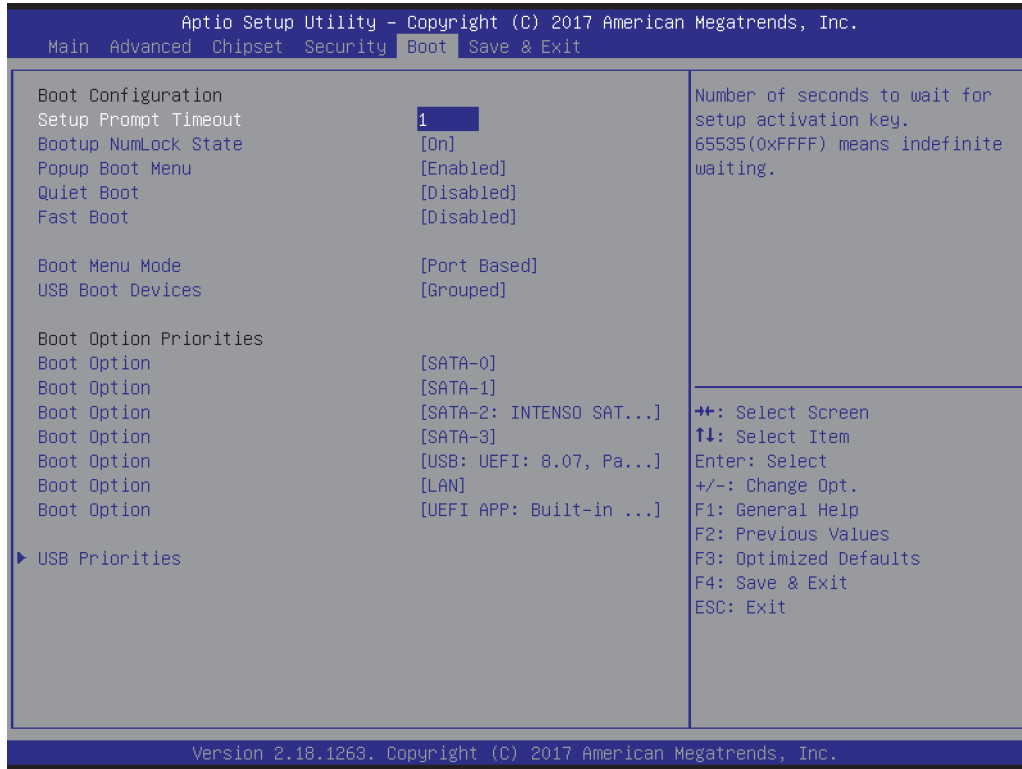 Aptio Setup Utility – Copyright (C) 2017 American Megatrends, Inc.
Main Advanced Chipset Security Boot Save & Exit
Boot Configuration
Setup Prompt Timeout 1
Bootup NumLock State [On]
Popup Boot Menu [Enabled]
Quiet Boot [Disabled]
Fast Boot [Disabled]
Boot Menu Mode [Port Based]
USB Boot Devices [Grouped]
Boot Option Priorities
Boot Option [SATA-0]
Boot Option [SATA-1]
Boot Option [SATA-2: INTENSO SAT...]
Boot Option [SATA-3]
Boot Option [USB: UEFI: 8.07, Pa...]
Boot Option [LAN]
Boot Option [UEFI APP: Built-in ...]
USB Priorities
Number of seconds to wait for
setup activation key.
65535(0xFFFF) means indefinite
waiting.
→←: Select Screen
↑↓: Select Item
Enter: Select
+/-: Change Opt.
F1: General Help
F2: Previous Values
F3: Optimized Defaults
F4: Save & Exit
ESC: Exit
Version 2.18.1263. Copyright (C) 2017 American Megatrends, Inc.